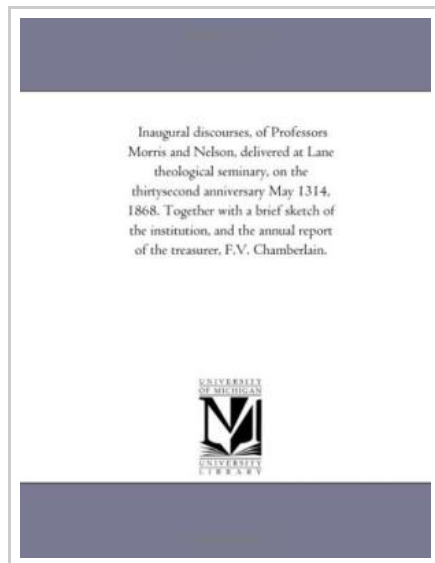 Inaugural discourses, of Professors
Morris and Nelson, delivered at Lane
theological seminary, on the
thirtysecond anniversary May 1314,
1868. Together with a brief sketch of
the institution, and the annual report
of the treasurer, F.V. Chamberlain.
UNIVERSITY
OF MICHIGAN
M
UNIVERSITY
LIBRARY